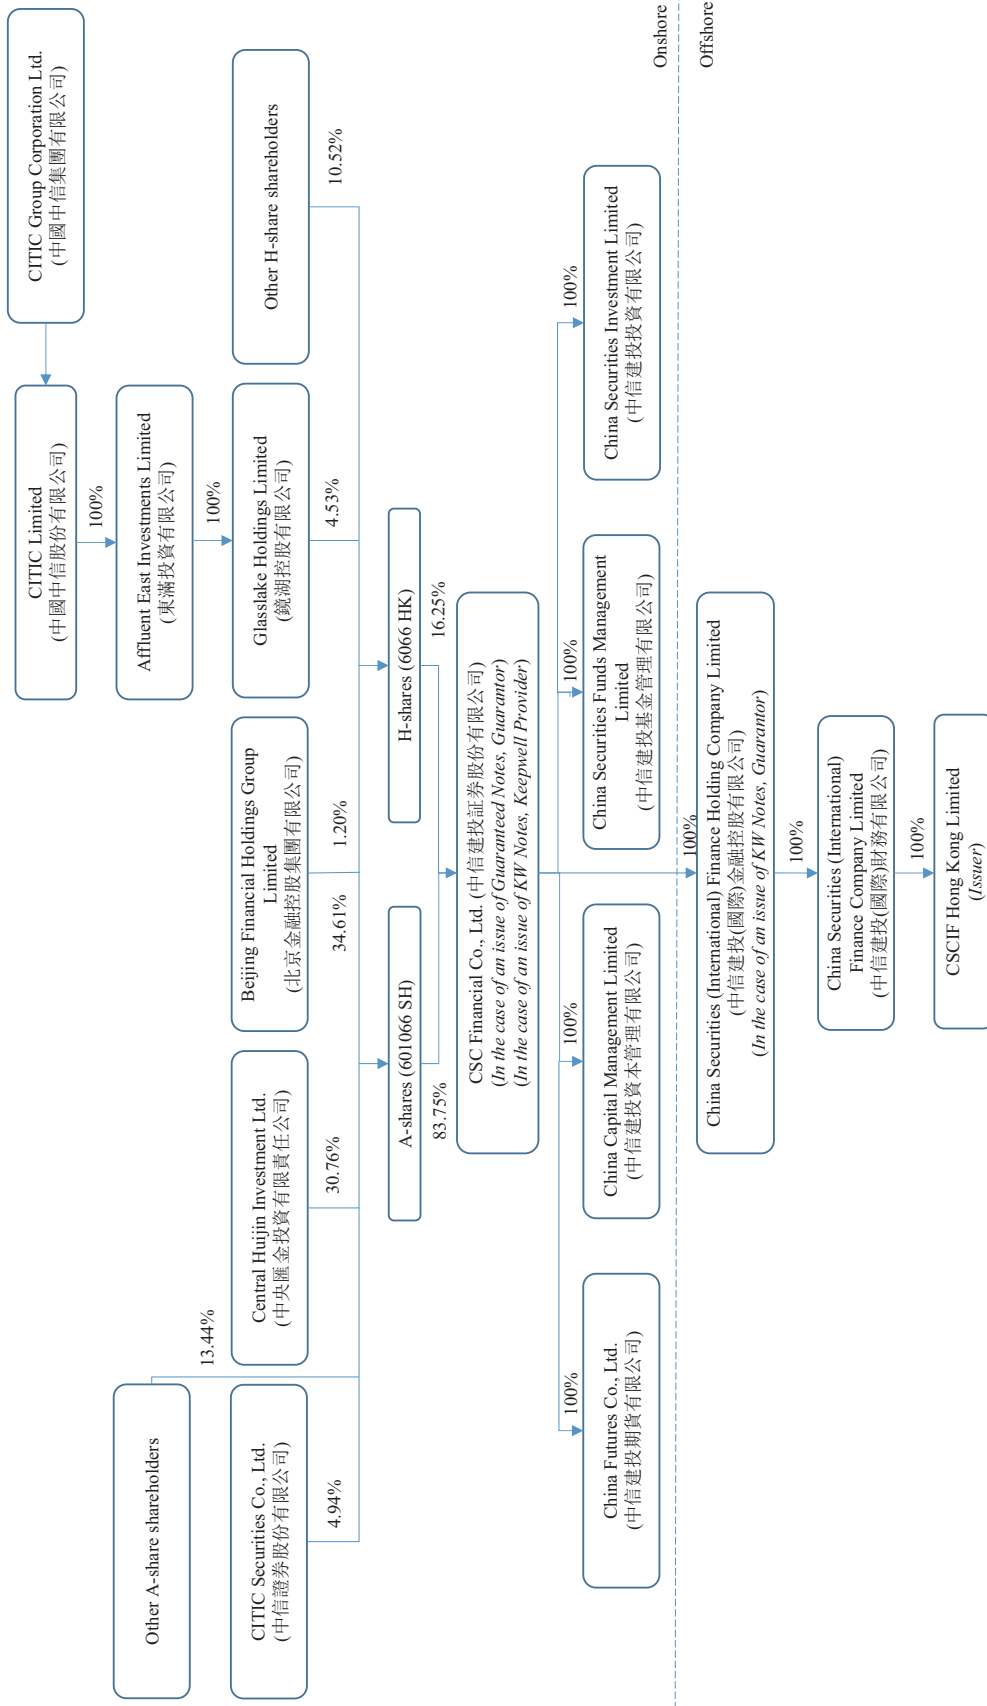 CITIC Group Corporation Ltd.
(中國中信集團有限公司)
CITIC Limited
(中國中信股份有限公司)
100%
Other A-share shareholders
Affluent East Investments Limited
(東滿投資有限公司)
13.44%
100%
CITIC Securities Co., Ltd.
(中信證券股份有限公司)
Central Huijin Investment Ltd.
(中央匯金投資有限責任公司)
Beijing Financial Holdings Group
Limited
(北京金融控股集團有限公司)
Glasslake Holdings Limited
(鏡湖控股有限公司)
Other H-share shareholders
4.94%
30.76%
34.61%
1.20%
4.53%
10.52%
A-shares (601066 SH)
H-shares (6066 HK)
83.75%
16.25%
CSC Financial Co., Ltd. (中信建投証券股份有限公司)
(In the case of an issue of Guaranteed Notes, Guarantor)
(In the case of an issue of KW Notes, Keepwell Provider)
100%
100%
100%
100%
China Futures Co., Ltd.
(中信建投期貨有限公司)
China Capital Management Limited
(中信建投資本管理有限公司)
China Securities Funds Management
Limited
(中信建投基金管理有限公司)
China Securities Investment Limited
(中信建投投資有限公司)
Onshore
Offshore
100%
China Securities (International) Finance Holding Company Limited
(中信建投(國際)金融控股有限公司)
(In the case of an issue of KW Notes, Guarantor)
100%
China Securities (International)
Finance Company Limited
(中信建投(國際)財務有限公司)
100%
CSCIF Hong Kong Limited
(Issuer)